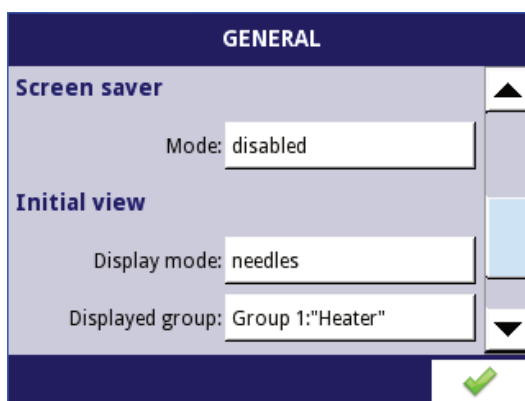 GENERAL
Screen saver
Mode: disabled
Initial view
Display mode: needles
Displayed group: Group 1:"Heater"